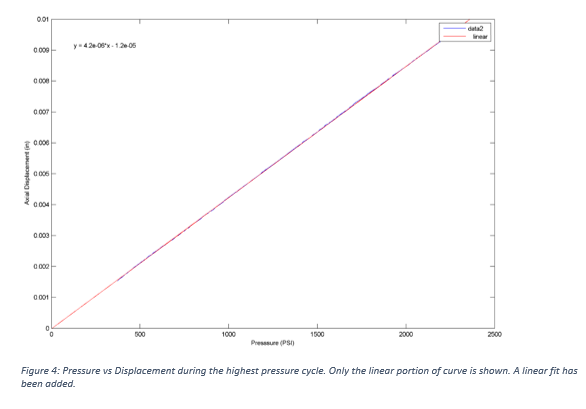 0.01
data2
linear
y = 4.2e-06*x - 1.2e-05
0.009
0.008
0.007
0.006
0.005
0.004
0.003
0.002
0.001
0
Axial Displacement (in)
0 500 1000 1500 2000 2500
Pressure (PSI)
Figure 4: Pressure vs Displacement during the highest pressure cycle. Only the linear portion of curve is shown. A linear fit has
been added.